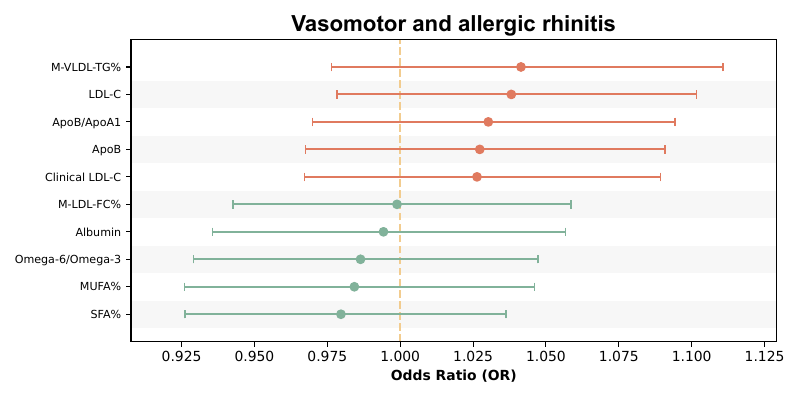 Vasomotor and allergic rhinitis
M-VLDL-TG%
LDL-C
ApoB/ApoA1
ApoB
Clinical LDL-C
M-LDL-FC%
Albumin
Omega-6/Omega-3
MUFA%
SFA%
0.925 0.950 0.975 1.000 1.025 1.050 1.075 1.100 1.125
Odds Ratio (OR)